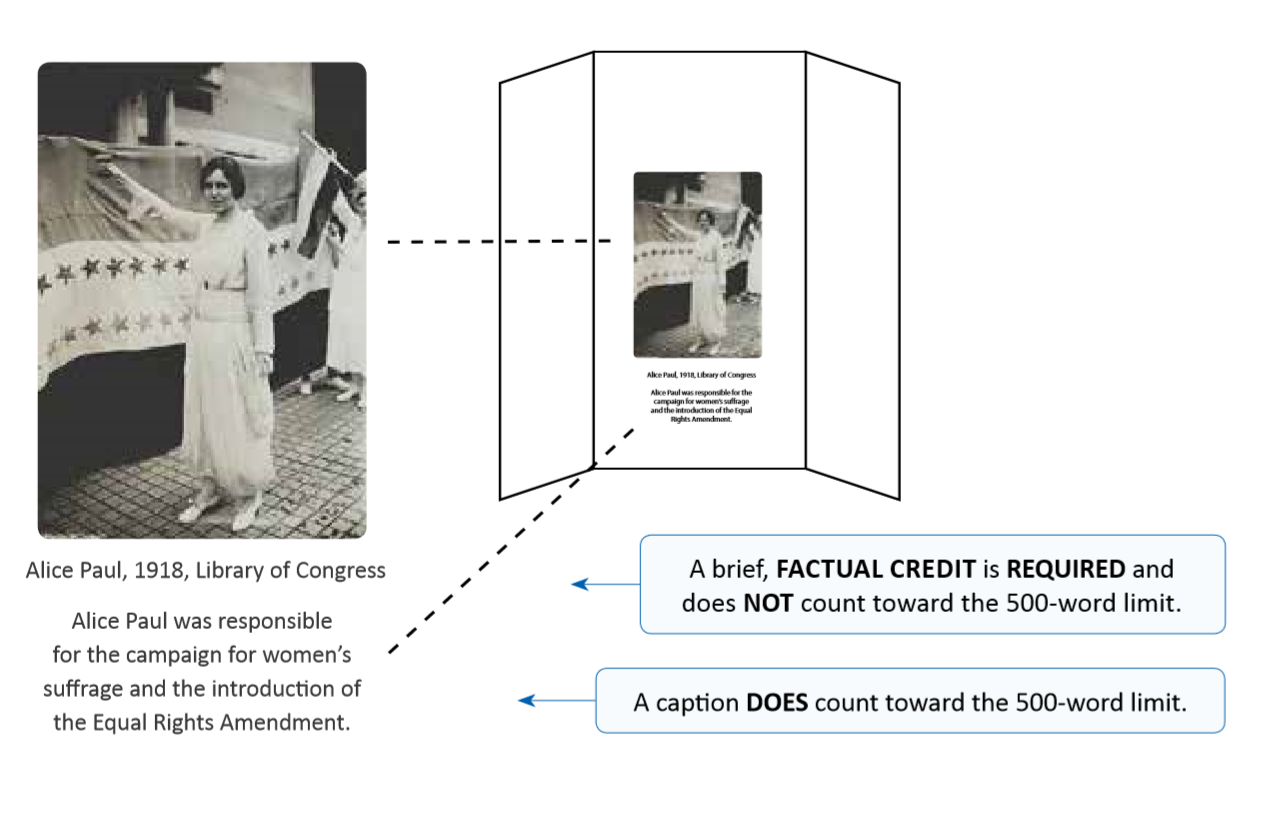 Alice Paul, 1918, Library of Congress
Alice Paul was responsible
for the campaign for women’s
suffrage and the introduction of
the Equal Rights Amendment.
Alice Paul, 1918, Library of Congress
Alice Paul was responsible for the
campaign for women's suffrage
and the introduction of the Equal
Rights Amendment.
A brief, FACTUAL CREDIT is REQUIRED and
does NOT count toward the 500-word limit.
A caption DOES count toward the 500-word limit.